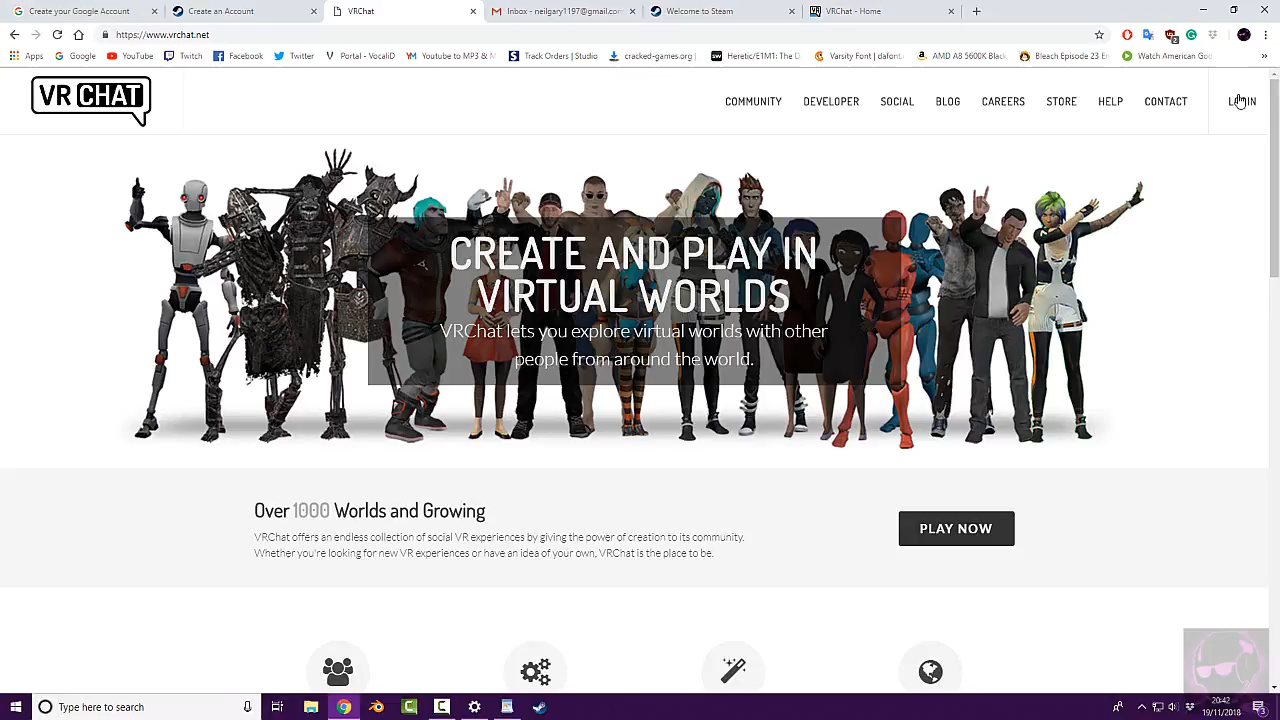 Create your Google Account
Create an Account
VRChat
Inbox - neilgary1197@gmail.com
Welcome to Steam
VRChat - Home
https://www.vrchat.net
Apps
Google
YouTube
Twitch
Facebook
Twitter
Portal - VocaliD
Youtube to MP3 & M
Track Orders | Studio
cracked-games.org |
Heretic/E1M1: The
Varsity Font / dafont
AMD A8 5600K Black
Bleach Episode 23 En
Watch American God
VR CHAT
COMMUNITY
DEVELOPER
SOCIAL
BLOG
CAREERS
STORE
HELP
CONTACT
LOGIN
CREATE AND PLAY IN
VIRTUAL WORLDS
VRChat lets you explore virtual worlds with other
people from around the world.
Over 1000 Worlds and Growing
VRChat offers an endless collection of social VR experiences by giving the power of creation to its community.
Whether you're looking for new VR experiences or have an idea of your own, VRChat is the place to be.
PLAY NOW
Type here to search
20:42
19/11/2018